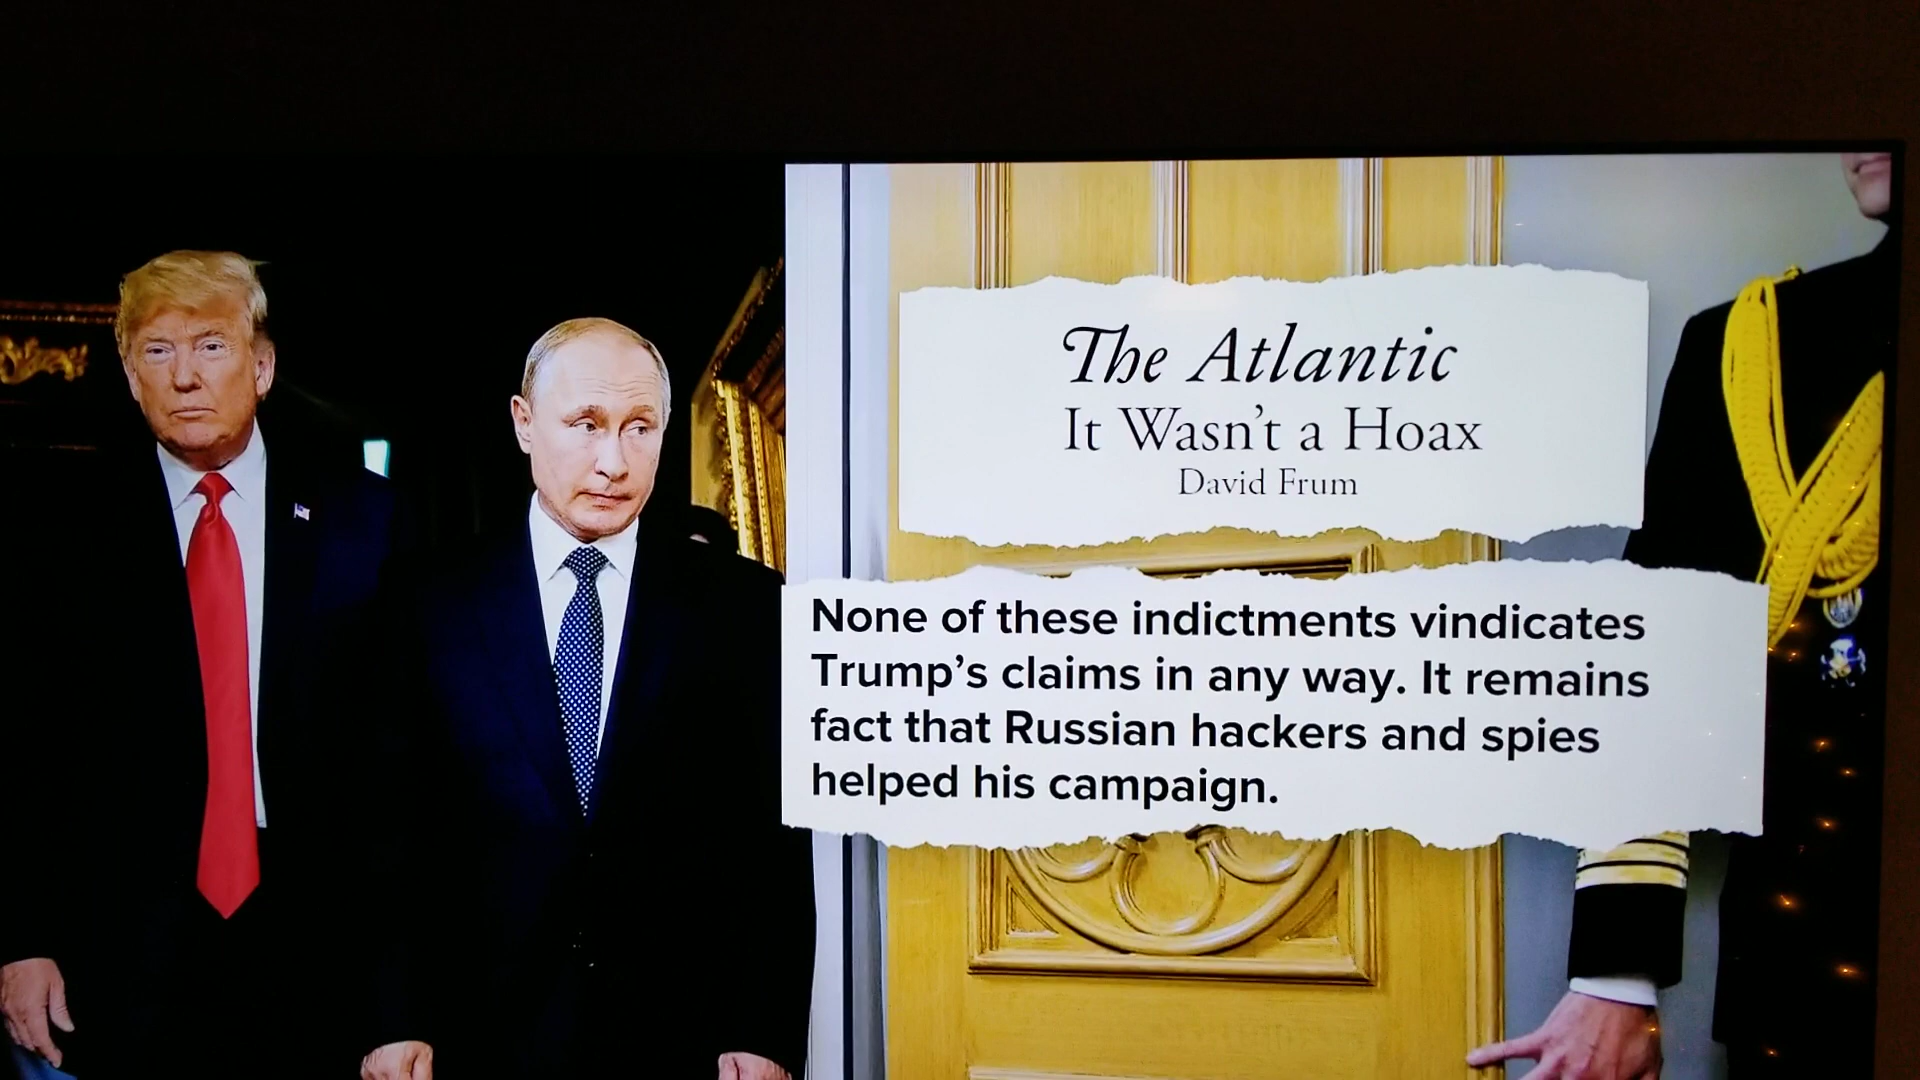 The Atlantic
It Wasn't a Hoax
David Frum
None of these indictments vindicates
Trump's claims in any way. It remains
fact that Russian hackers and spies
helped his campaign.